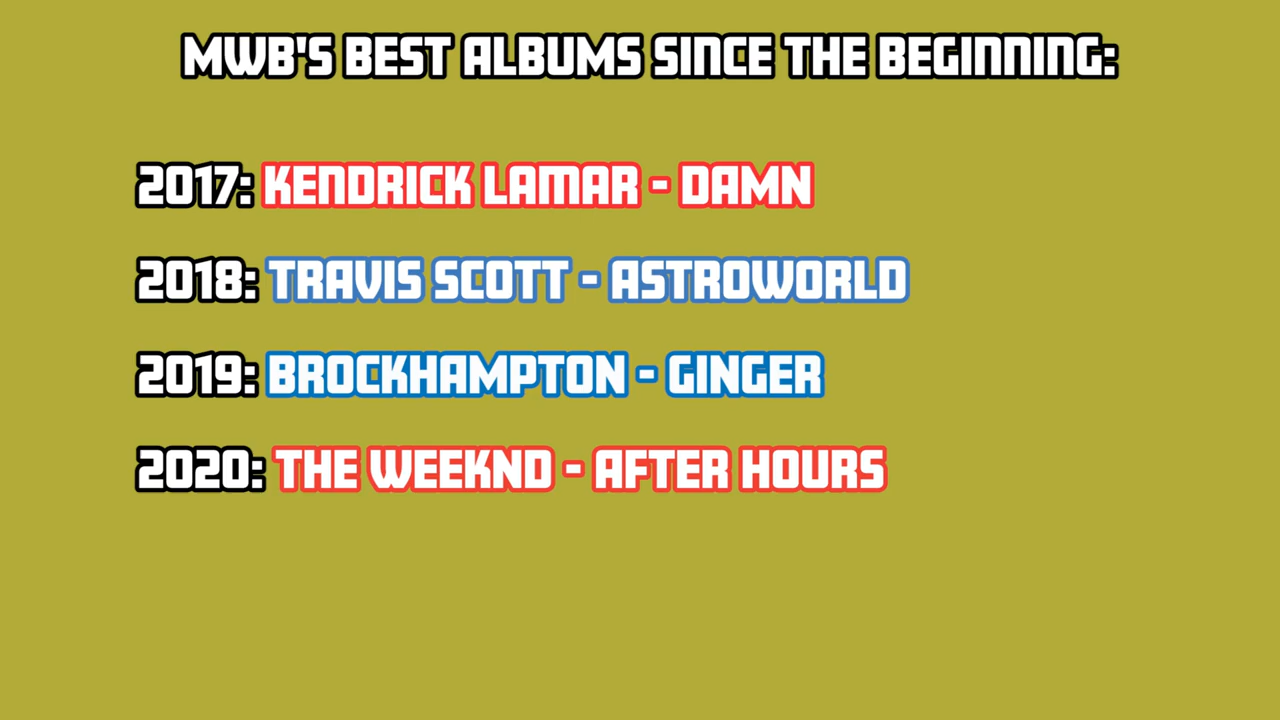 MWB'S BEST ALBUMS SINCE THE BEGINNING:
2017: KENDRICK LAMAR - DAMN
2018: TRAVIS SCOTT - ASTROWORLD
2019: BROCKHAMPTON - GINGER
2020: THE WEEKND - AFTER HOURS